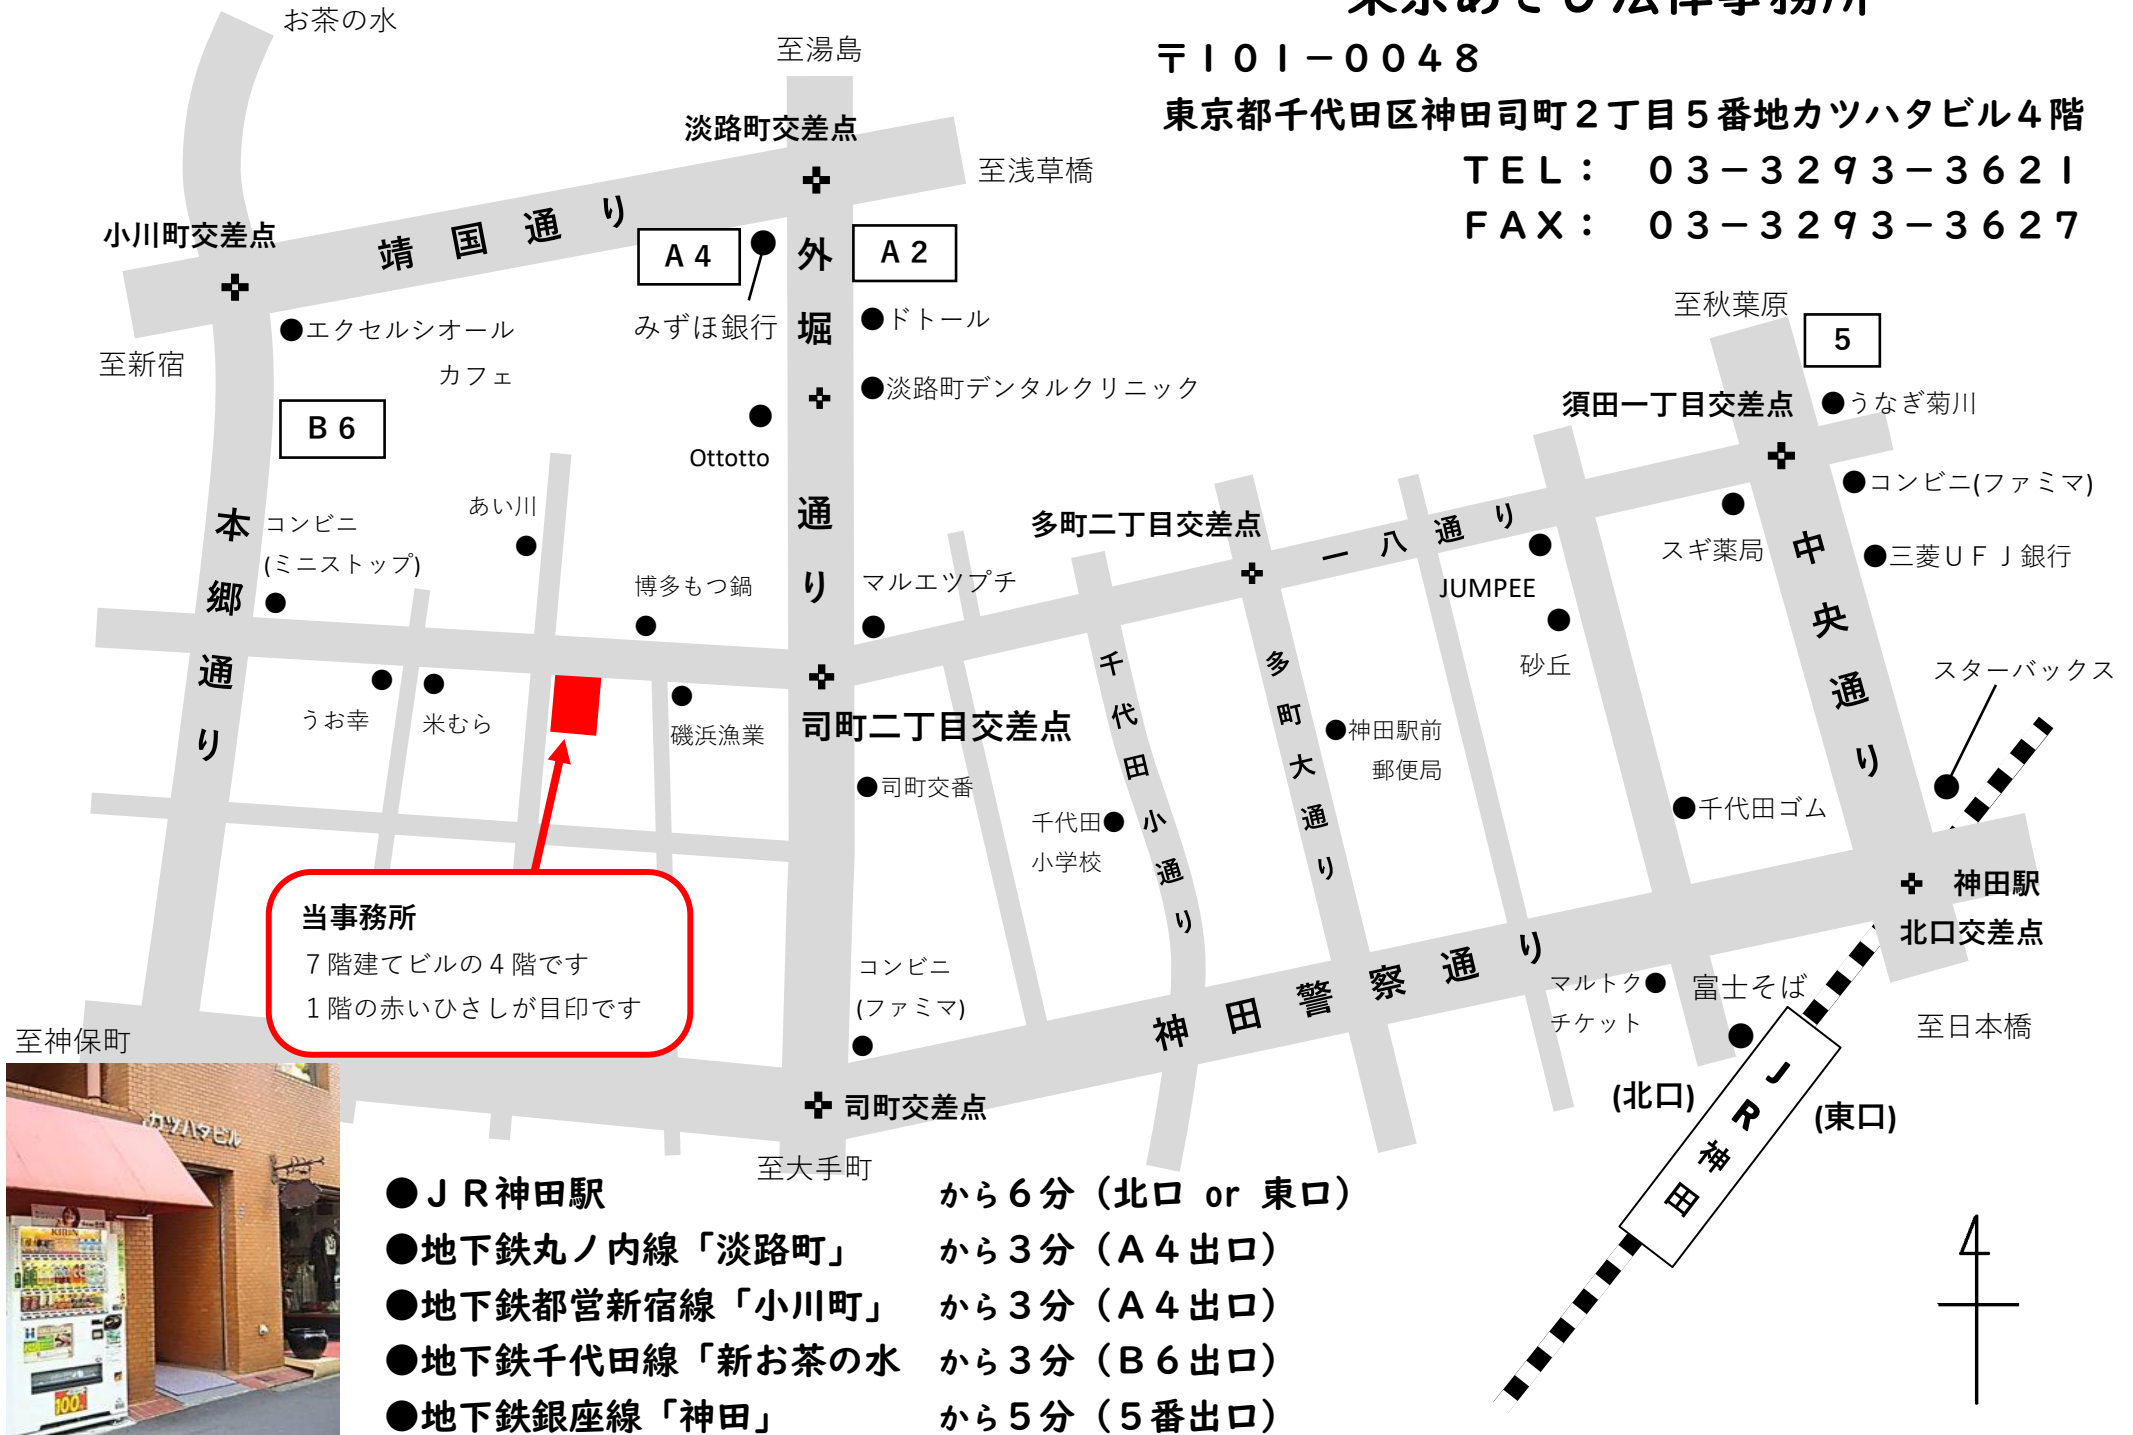 東京あさひ法律事務所
〒101－0048
東京都千代田区神田司町２丁目５番地カツハタビル４階
ＴＥＬ：　０３－３２９３－３６２１
ＦＡＸ：　０３－３２９３－３６２７
お茶の水
至湯島
淡路町交差点
至浅草橋
小川町交差点
靖国通り
A 4
外堀通り
A 2
みずほ銀行
●ドトール
●エクセルシオール
カフェ
至新宿
●淡路町デンタルクリニック
B 6
Ottotto
至秋葉原
5
須田一丁目交差点
●うなぎ菊川
●コンビニ(ファミマ)
スギ薬局
●三菱ＵＦＪ銀行
中央通り
本郷通り
コンビニ
(ミニストップ)
あい川
博多もつ鍋
マルエツプチ
多町二丁目交差点
一八通り
JUMPEE
砂丘
スターバックス
うお幸
米むら
磯浜漁業
司町二丁目交差点
●司町交番
千代田小通り
多町大通り
●神田駅前
郵便局
千代田●
小学校
●千代田ゴム
神田駅
北口交差点
当事務所
７階建てビルの４階です
１階の赤いひさしが目印です
コンビニ
(ファミマ)
神田警察通り
マルトク●
チケット
富士そば
至日本橋
至神保町
司町交差点
至大手町
(北口)
ＪＲ神田
(東口)
カツハタビル
KIRIN
100
●ＪＲ神田駅　から６分（北口 or 東口）
●地下鉄丸ノ内線「淡路町」　から３分（Ａ４出口）
●地下鉄都営新宿線「小川町」　から３分（Ａ４出口）
●地下鉄千代田線「新お茶の水　から３分（Ｂ６出口）
●地下鉄銀座線「神田」　から５分（５番出口）